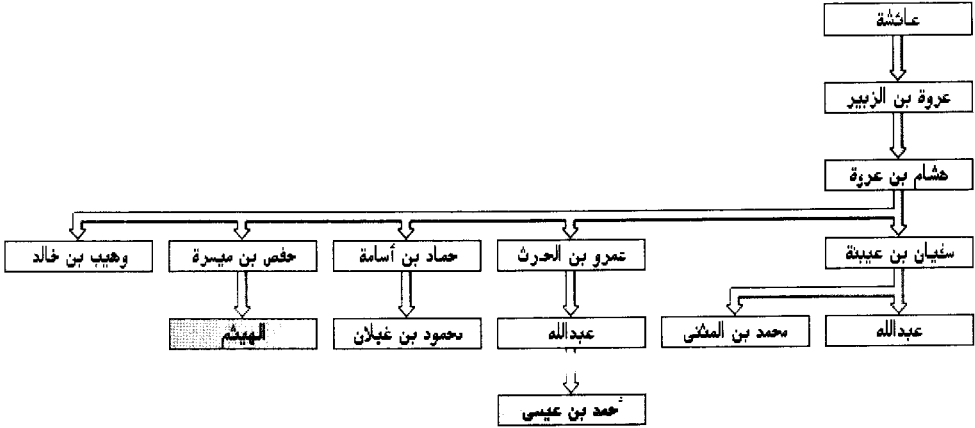 عائشة
عروة بن الزبير
هشام بن عروة
سفيان بن عيينة
عمرو بن الحرث
حماد بن أسامة
حفص بن ميسرة
وهيب بن خالد
عبدالله
محمد بن المثنى
عبدالله
محمود بن غيلان
الهيثم
أحمد بن عيسى